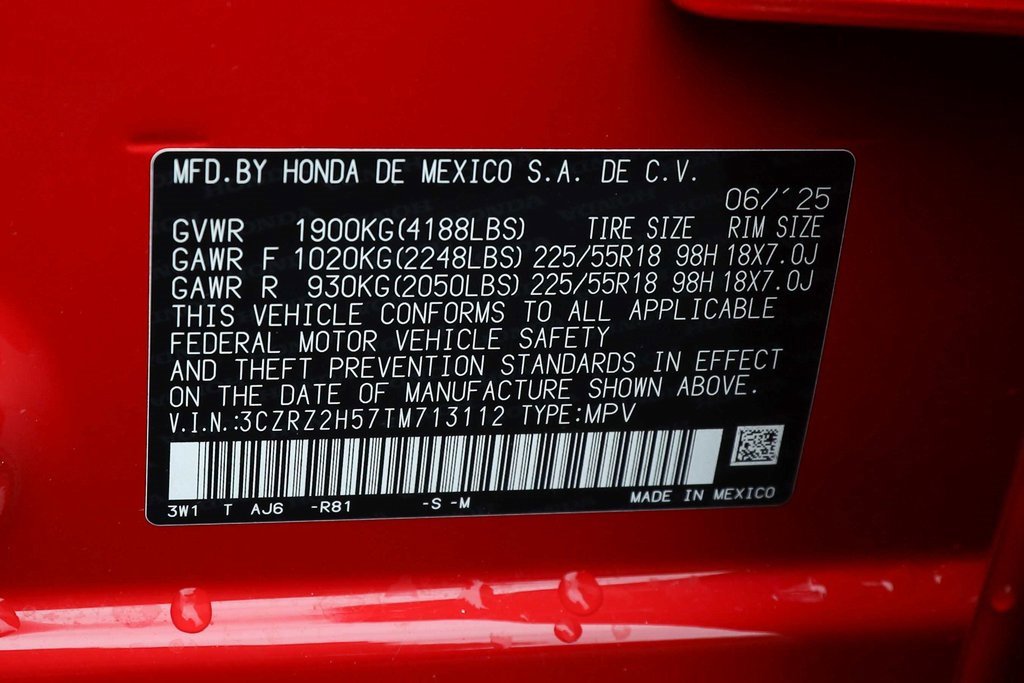 MFD.BY HONDA DE MEXICO S.A. DE C.V.
06/´25
GVWR 1900KG(4188LBS) TIRE SIZE RIM SIZE
GAWR F 1020KG(2248LBS) 225/55R18 98H 18X7.0J
GAWR R 930KG(2050LBS) 225/55R18 98H 18X7.0J
THIS VEHICLE CONFORMS TO ALL APPLICABLE
FEDERAL MOTOR VEHICLE SAFETY
AND THEFT PREVENTION STANDARDS IN EFFECT
ON THE DATE OF MANUFACTURE SHOWN ABOVE.
V.I.N.:3CZRZ2H57TM713112 TYPE:MPV
3W1 T AJ6 -R81 -S -M MADE IN MEXICO